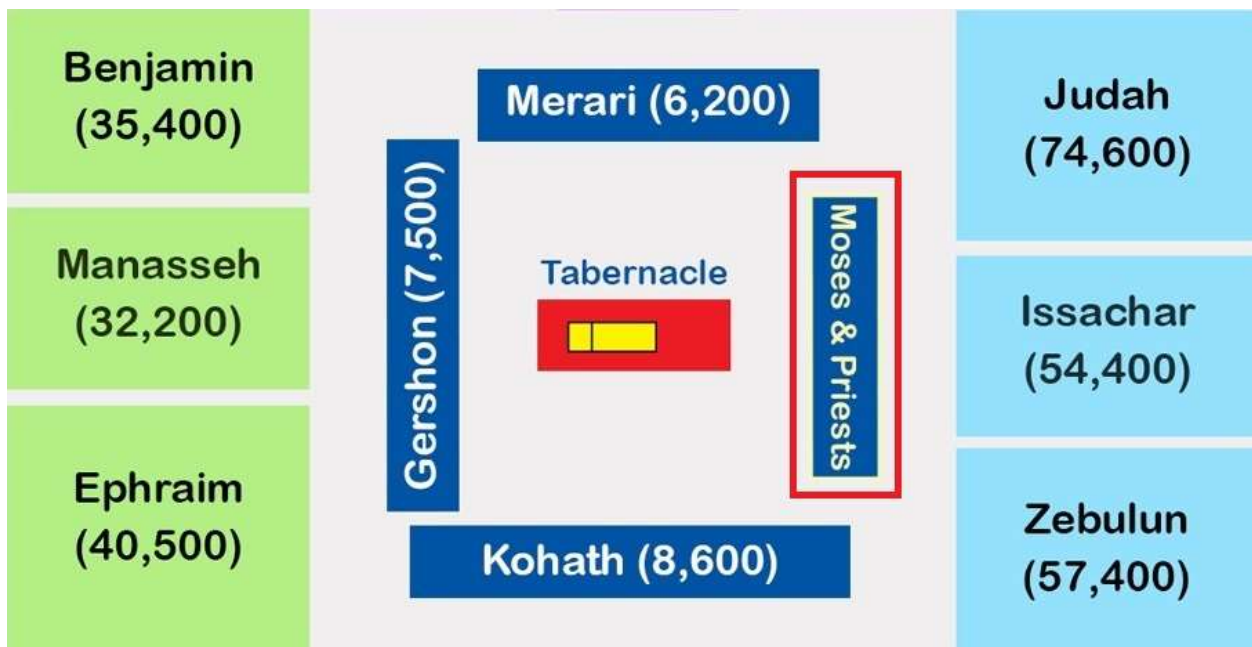 Benjamin
(35,400)
Manasseh
(32,200)
Ephraim
(40,500)
Merari (6,200)
Gershon (7,500)
Tabernacle
Moses & Priests
Kohath (8,600)
Judah
(74,600)
Issachar
(54,400)
Zebulun
(57,400)